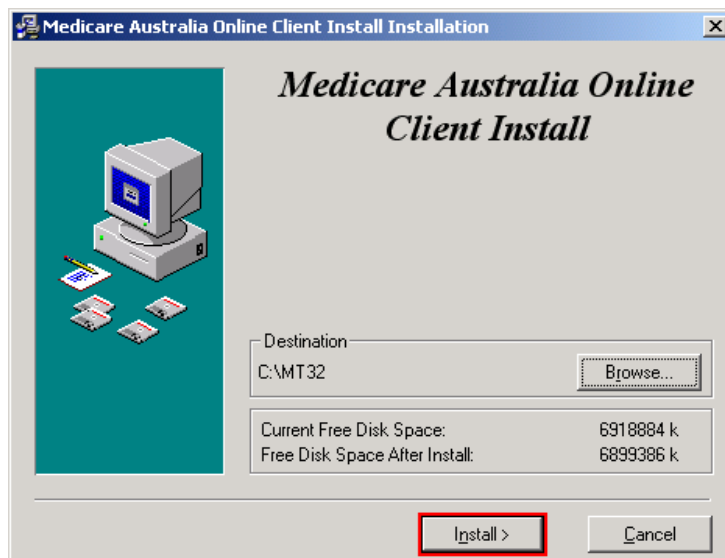 Medicare Australia Online Client Install Installation
Medicare Australia Online
Client Install
Destination
C:\MT32
Browse...
Current Free Disk Space: 6918884 k
Free Disk Space After Install: 6899386 k
Install >
Cancel